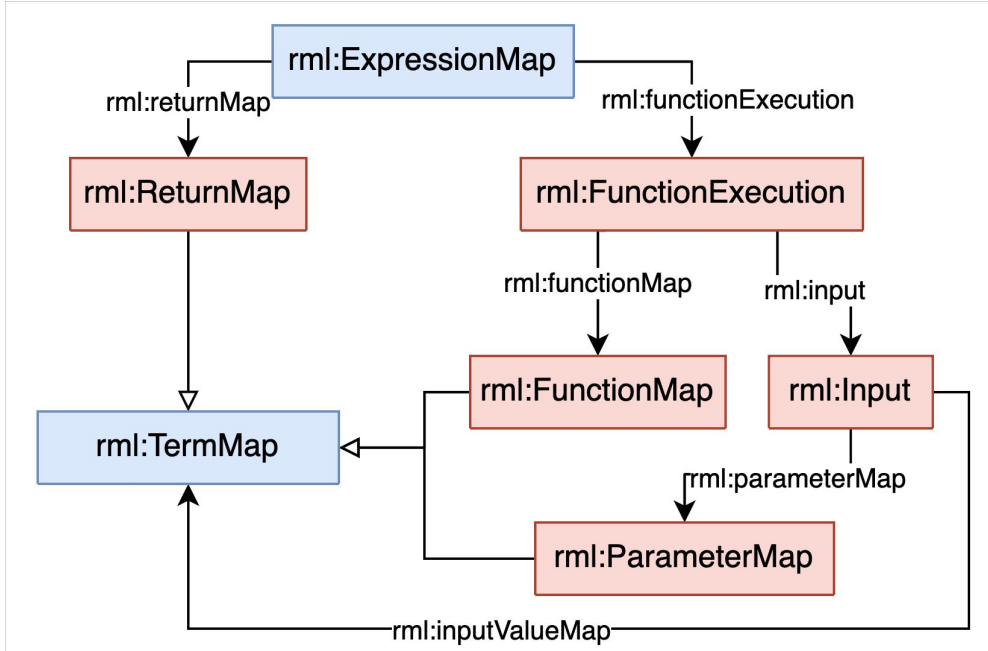 rml:ExpressionMap
rml:returnMap
rml:functionExecution
rml:ReturnMap
rml:FunctionExecution
rml:functionMap
rml:input
rml:FunctionMap
rml:Input
rml:TermMap
rml:parameterMap
rml:ParameterMap
rml:inputValueMap